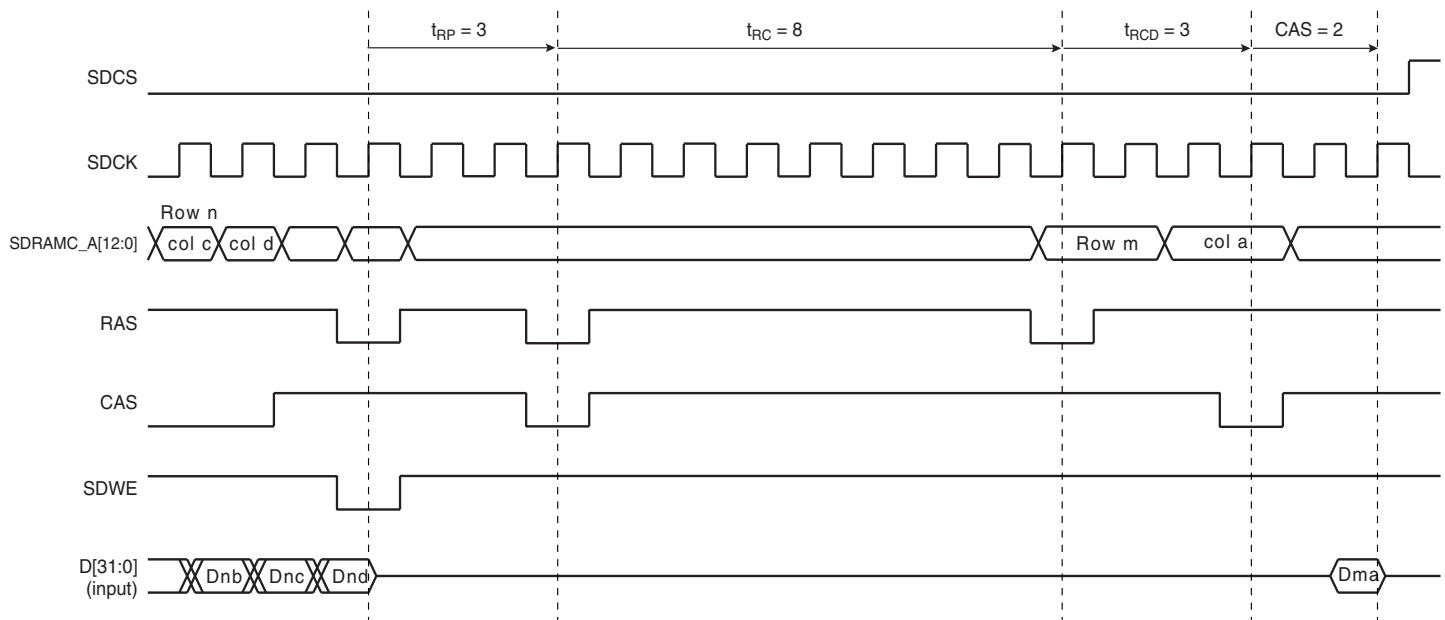 tRP = 3
tRC = 8
tRCD = 3
CAS = 2
SDCS
SDCK
Row n
SDRAMC_A[12:0]
col c
col d
Row m
col a
RAS
CAS
SDWE
D[31:0]
(input)
Dnb
Dnc
Dnd
Dma